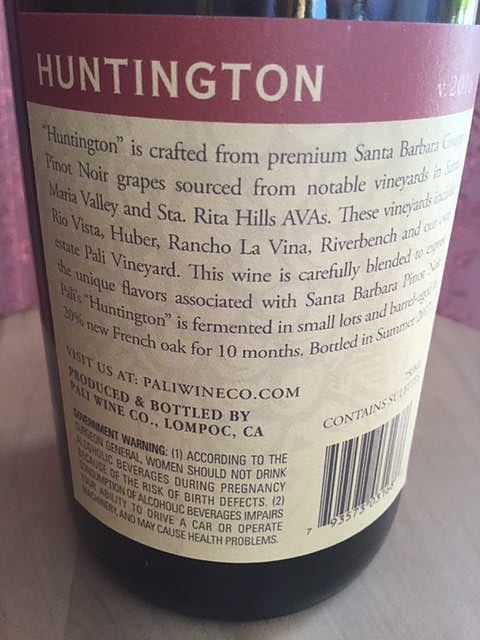 HUNTINGTON
v. 2016
"Huntington" is crafted from premium Santa Barbara County
Pinot Noir grapes sourced from notable vineyards in Santa
Maria Valley and Sta. Rita Hills AVAs. These vineyards include
Rio Vista, Huber, Rancho La Vina, Riverbench and our own
estate Pali Vineyard. This wine is carefully blended to express
the unique flavors associated with Santa Barbara Pinot Noir.
Pali's "Huntington" is fermented in small lots and barrel-aged in
20% new French oak for 10 months. Bottled in Summer 2017.
VISIT US AT: PALIWINECO.COM
PRODUCED & BOTTLED BY
PALI WINE CO., LOMPOC, CA
CONTAINS SULFITES
GOVERNMENT WARNING: (1) ACCORDING TO THE
SURGEON GENERAL, WOMEN SHOULD NOT DRINK
ALCOHOLIC BEVERAGES DURING PREGNANCY
BECAUSE OF THE RISK OF BIRTH DEFECTS. (2)
CONSUMPTION OF ALCOHOLIC BEVERAGES IMPAIRS
YOUR ABILITY TO DRIVE A CAR OR OPERATE
MACHINERY, AND MAY CAUSE HEALTH PROBLEMS.